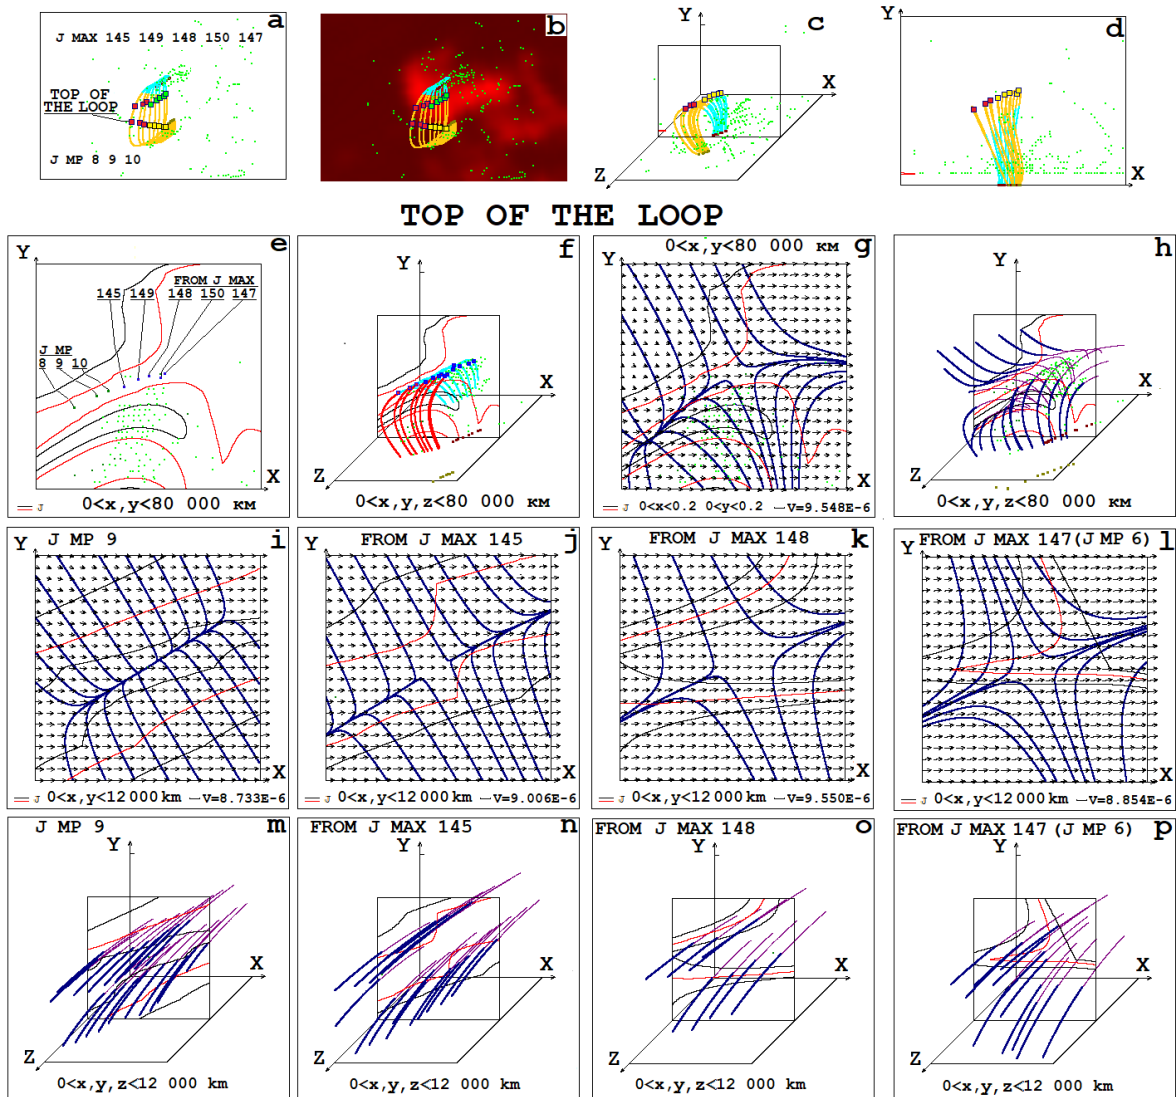 a
J MAX 145 149 148 150 147
TOP OF
THE LOOP
J MP 8 9 10
b
Y
c
X
Z
Y
d
X
TOP OF THE LOOP
Y
e
FROM J MAX
145 149 148 150 147
J MP
8 9 10
X
J
0<x,y<80 000 км
f
Y
X
Z
0<x,y,z<80 000 км
0<x,y<80 000 км
g
Y
X
J 0<x<0.2 0<y<0.2 V=9.548E-6
h
Y
X
Z
0<x,y,z<80 000 км
J MP 9
i
Y
X
J 0<x,y<12 000 km V=8.733E-6
FROM J MAX 145
j
Y
X
J 0<x,y<12 000 km V=9.006E-6
FROM J MAX 148
k
Y
X
J 0<x,y<12 000 km V=9.550E-6
FROM J MAX 147(J MP 6)
l
Y
X
J 0<x,y<12 000 km V=8.854E-6
J MP 9
m
Y
X
Z
0<x,y,z<12 000 km
FROM J MAX 145
n
Y
X
Z
0<x,y,z<12 000 km
FROM J MAX 148
o
Y
X
Z
0<x,y,z<12 000 km
FROM J MAX 147 (J MP 6)
p
Y
X
Z
0<x,y,z<12 000 km